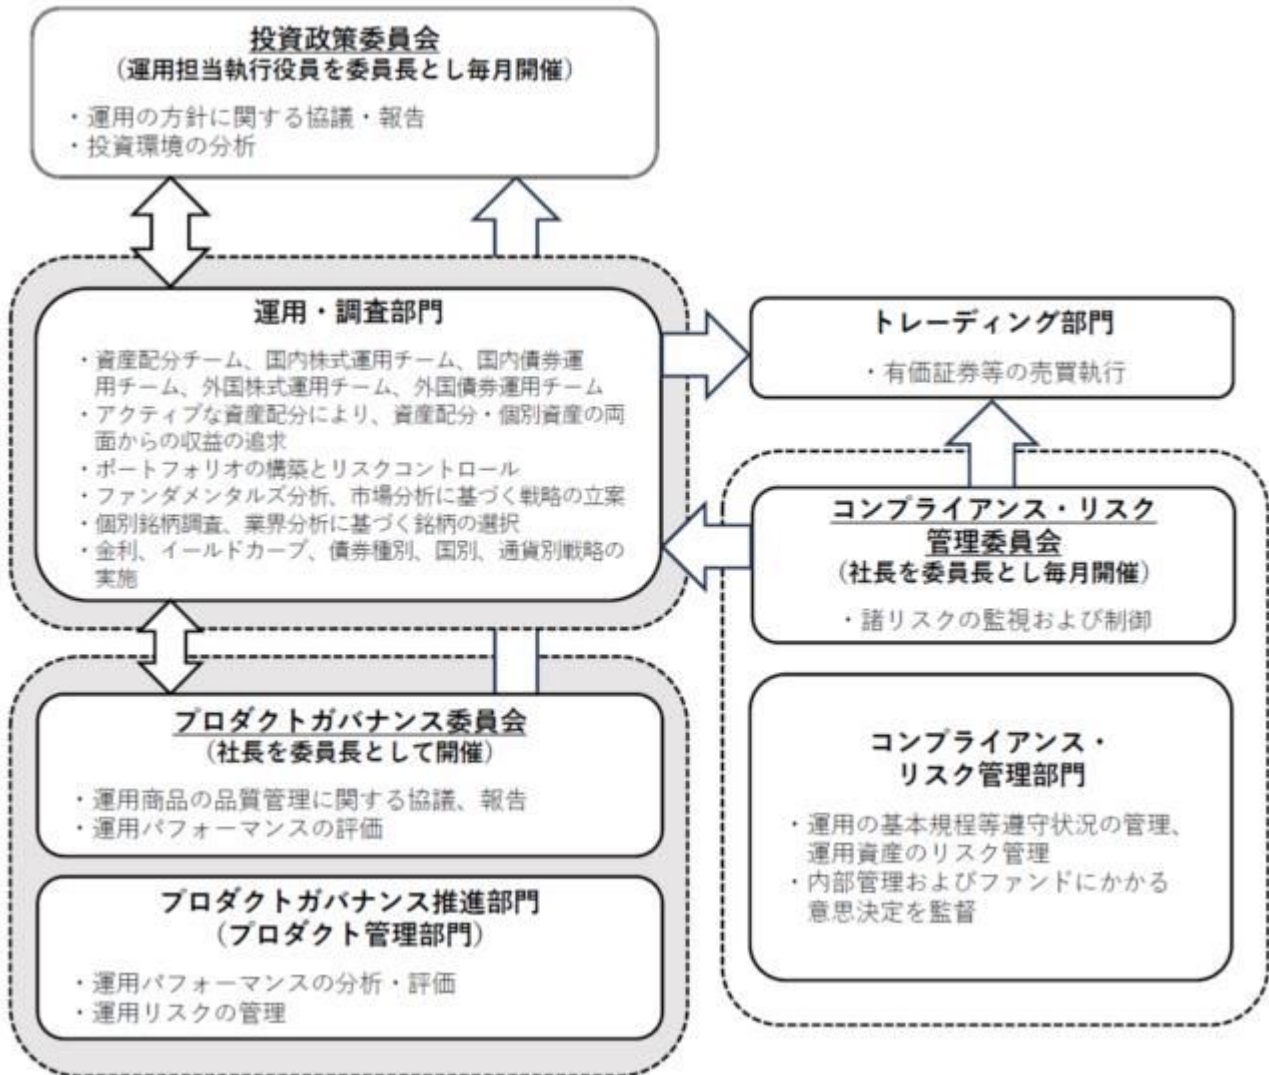 投資政策委員会
（運用担当執行役員を委員長とし毎月開催）
・運用の方針に関する協議・報告
・投資環境の分析
運用・調査部門
・資産配分チーム、国内株式運用チーム、国内債券運
用チーム、外国株式運用チーム、外国債券運用チーム
・アクティブな資産配分により、資産配分・個別資産の両
面からの収益の追求
・ポートフォリオの構築とリスクコントロール
・ファンダメンタルズ分析、市場分析に基づく戦略の立案
・個別銘柄調査、業界分析に基づく銘柄の選択
・金利、イールドカーブ、債券種別、国別、通貨別戦略の
実施
トレーディング部門
・有価証券等の売買執行
コンプライアンス・リスク
管理委員会
（社長を委員長とし毎月開催）
・諸リスクの監視および制御
プロダクトガバナンス委員会
（社長を委員長として開催）
・運用商品の品質管理に関する協議、報告
・運用パフォーマンスの評価
プロダクトガバナンス推進部門
（プロダクト管理部門）
・運用パフォーマンスの分析・評価
・運用リスクの管理
コンプライアンス・
リスク管理部門
・運用の基本規程等遵守状況の管理、
運用資産のリスク管理
・内部管理およびファンドにかかる
意思決定を監督